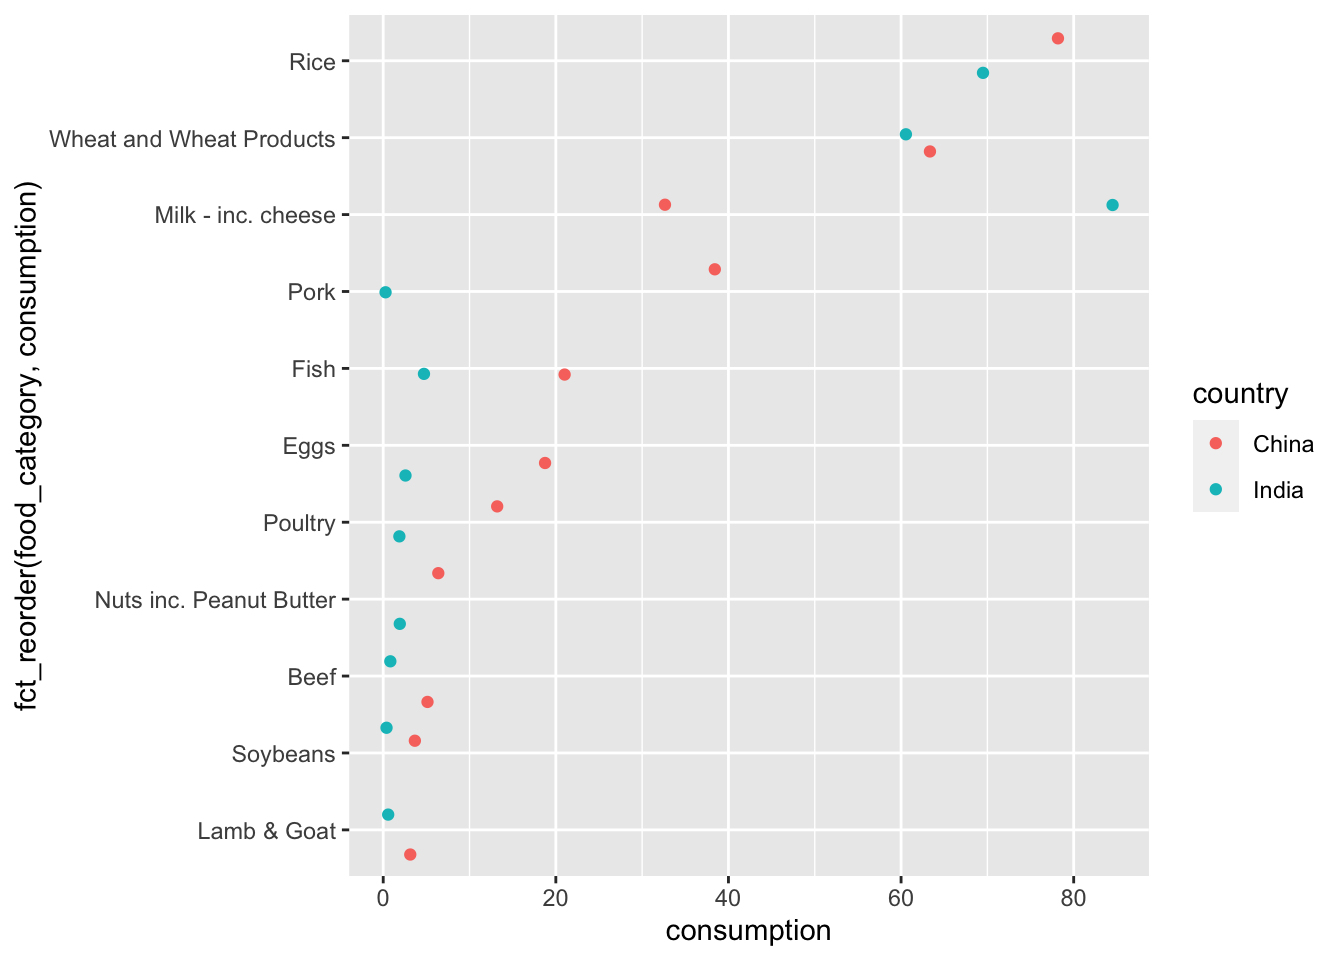 fct_reorder(food_category, consumption)
Rice
Wheat and Wheat Products
Milk - inc. cheese
Pork
Fish
Eggs
Poultry
Nuts inc. Peanut Butter
Beef
Soybeans
Lamb & Goat
0 20 40 60 80
consumption
country
China
India